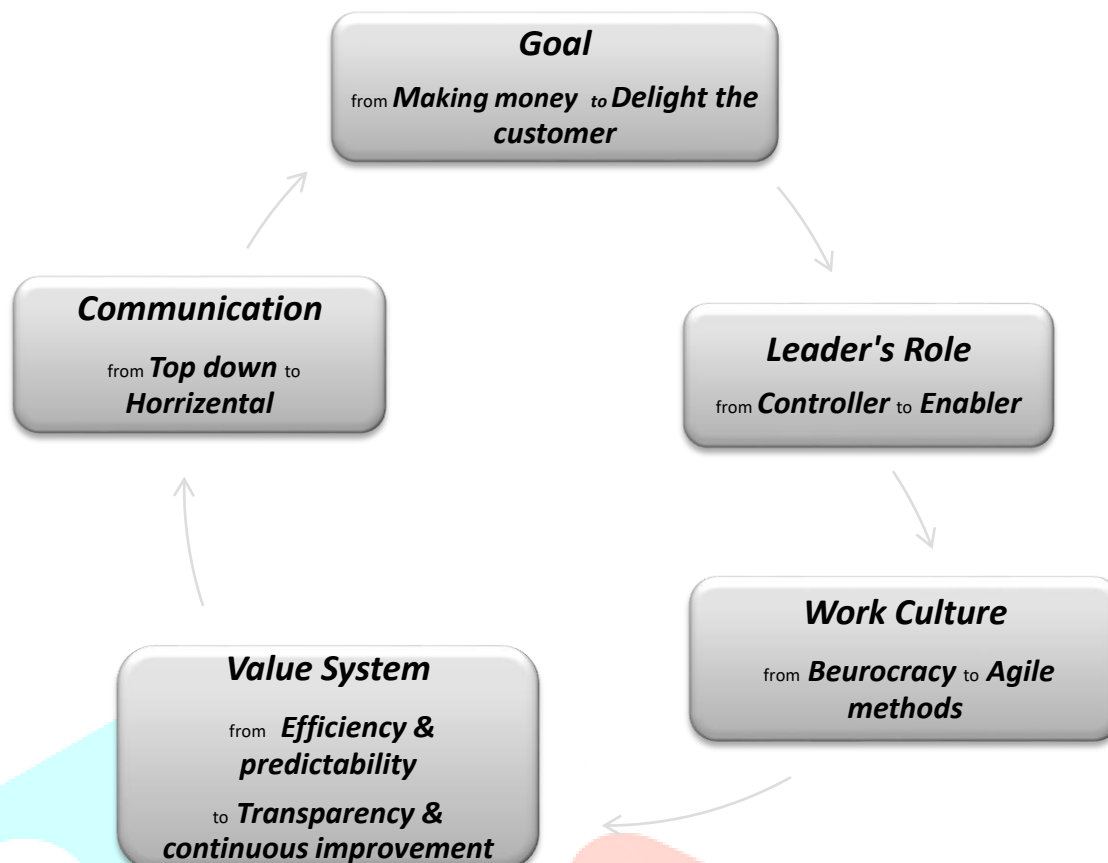 Goal
from Making money to Delight the
customer
Leader's Role
from Controller to Enabler
Work Culture
from Beurocracy to Agile
methods
Value System
from Efficiency &
predictability
to Transparency &
continuous improvement
Communication
from Top down to
Horrizental